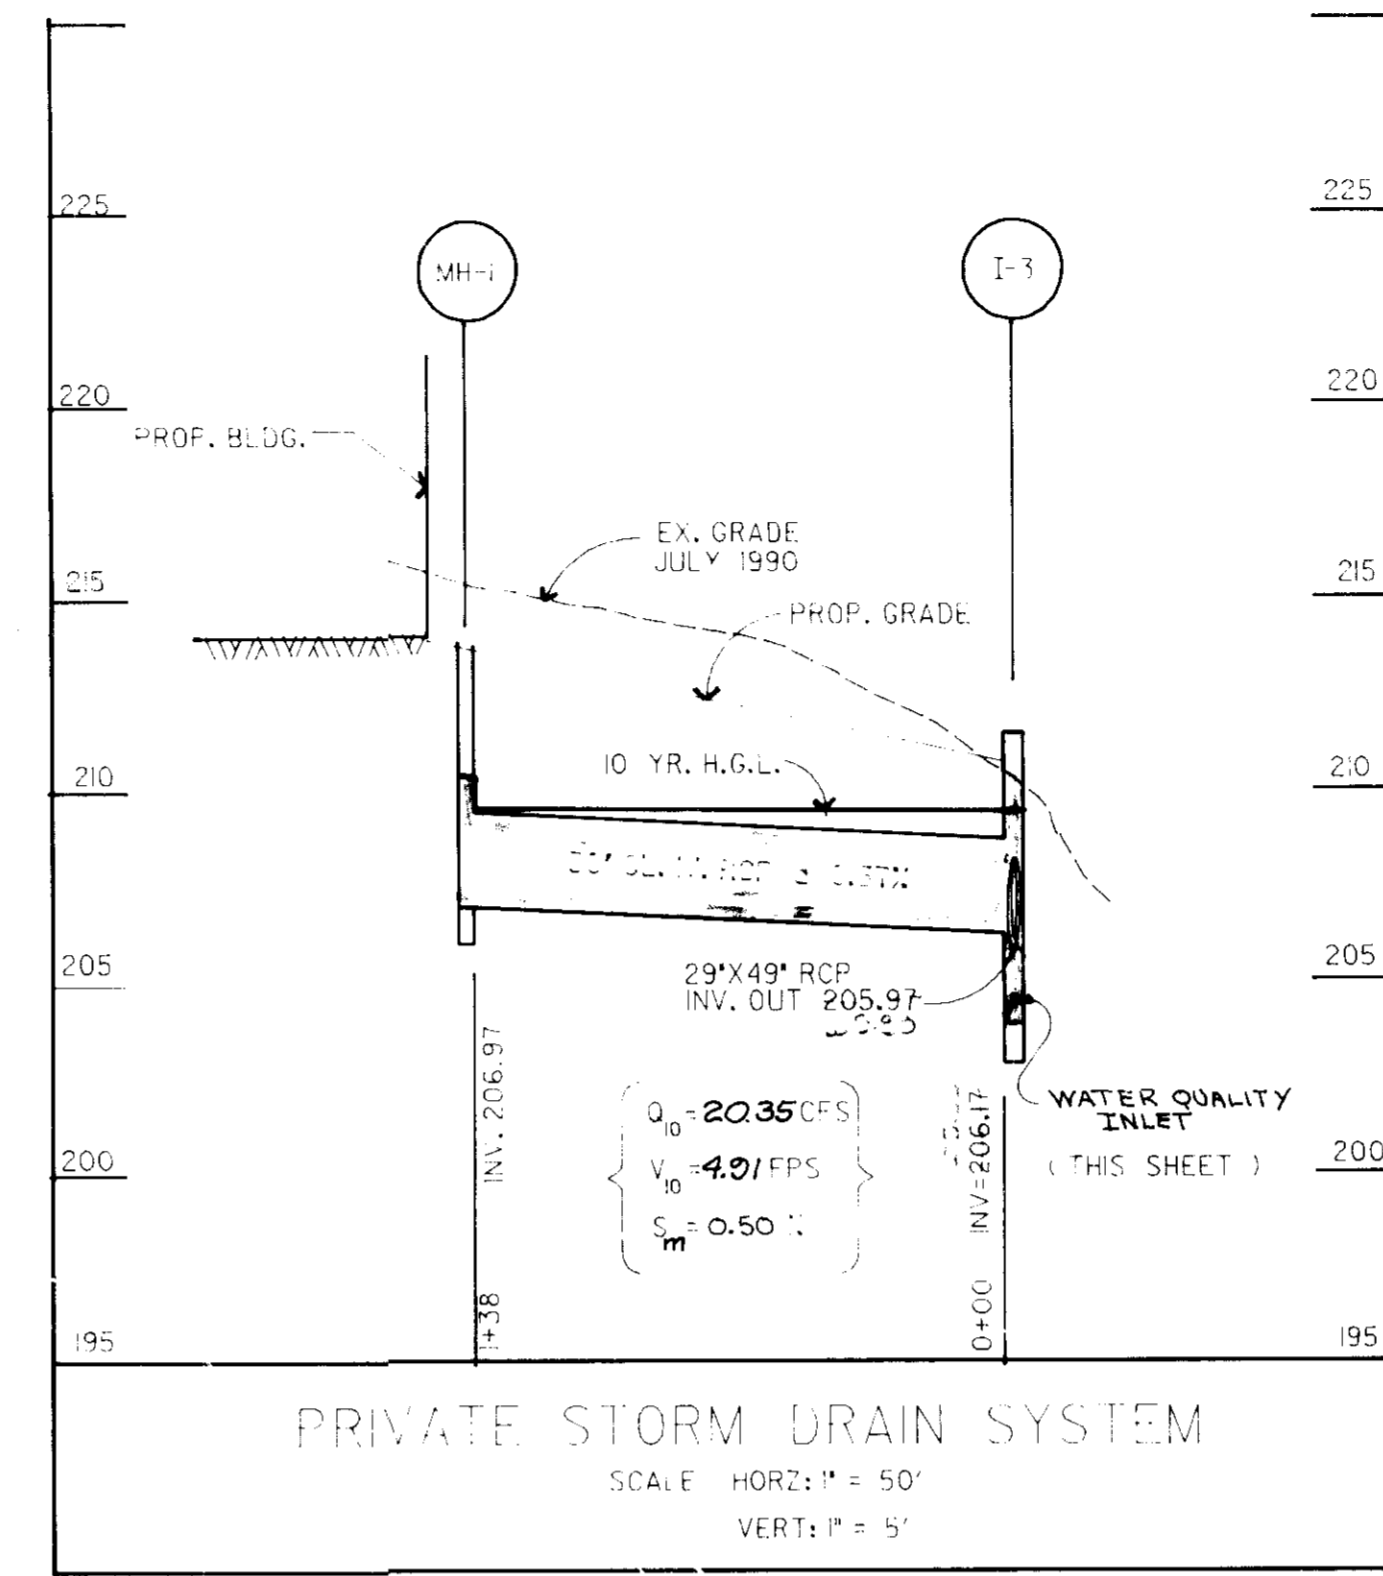 225
225
MH-1
I-3
220
220
PROP. BLDG.
EX. GRADE
JULY 1990
215
215
PROP. GRADE
210
10 YR. H.G.L.
210
RCP 0.37%
205
205
29"X49" RCP
INV. OUT 205.97
INV. 206.97
1+38
Q10 = 20.35 CFS
V10 = 4.91 FPS
Sm = 0.50 %
INV=206.17
0+00
WATER QUALITY
INLET
( THIS SHEET )
200
200
195
195
PRIVATE STORM DRAIN SYSTEM
SCALE HORZ: 1" = 50'
VERT: 1" = 5'